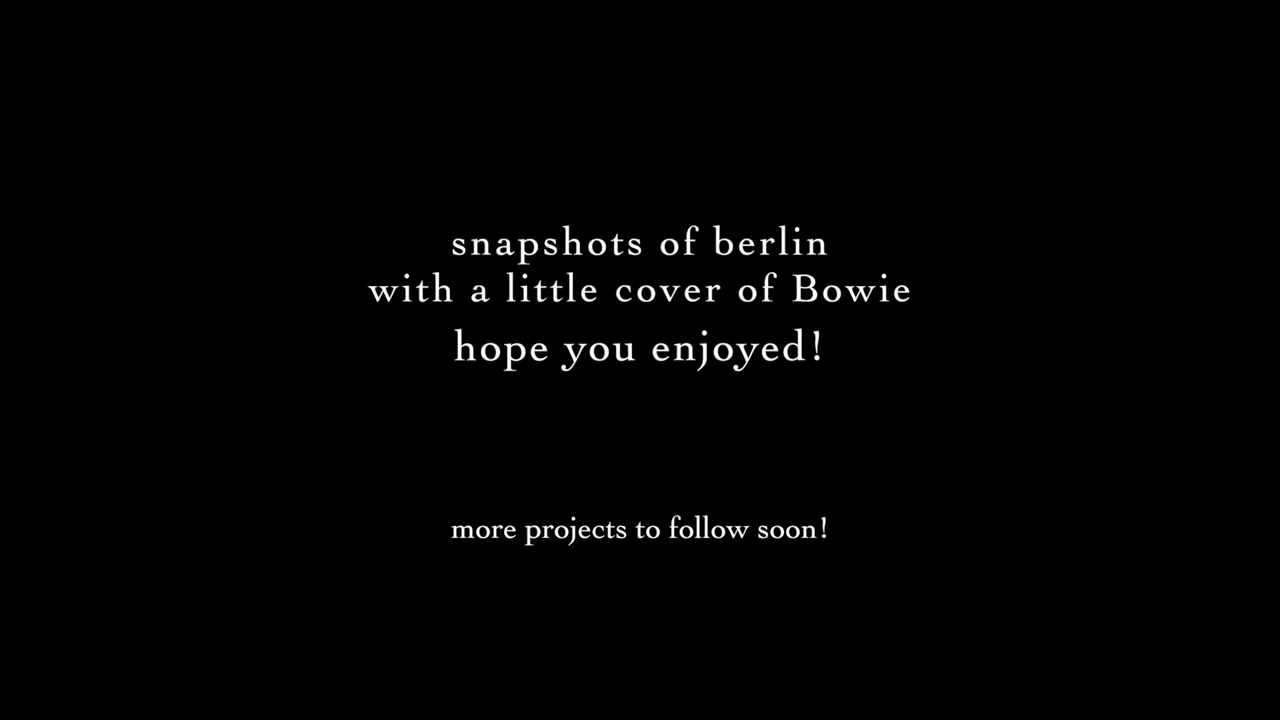 snapshots of berlin
with a little cover of Bowie
hope you enjoyed!
more projects to follow soon!